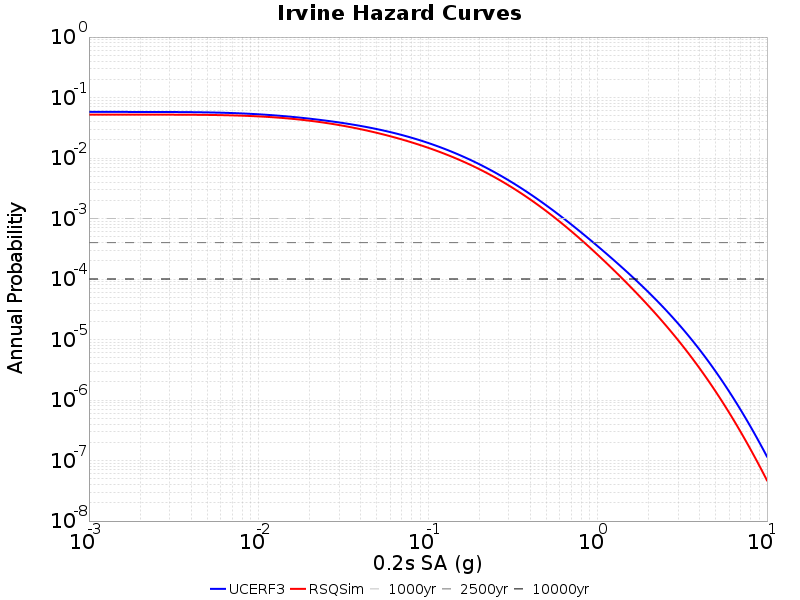 Irvine Hazard Curves
Annual Probabilitiy
10^0
10^-1
10^-2
10^-3
10^-4
10^-5
10^-6
10^-7
10^-8
10^-3 10^-2 10^-1 10^0 10^1
0.2s SA (g)
UCERF3 RSQSim 1000yr 2500yr 10000yr